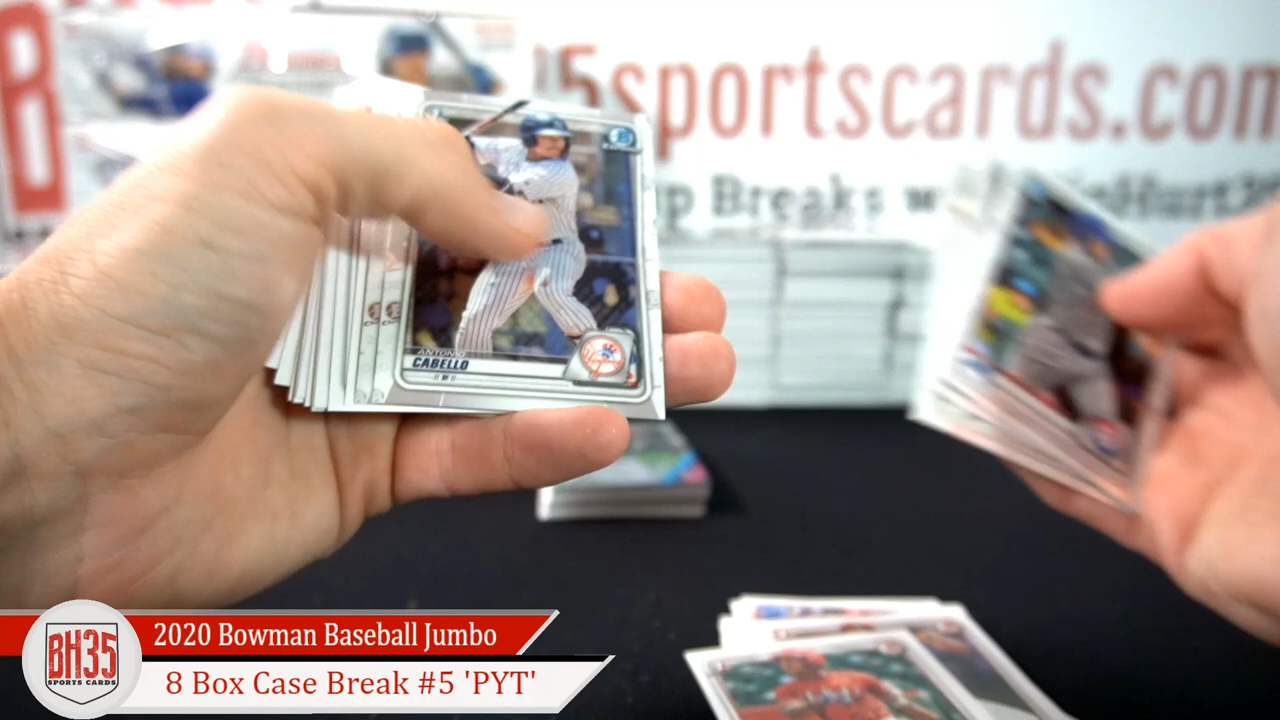 5sportscards.com
p Breaks w
ANTONIO
CABELLO
2020 Bowman Baseball Jumbo
8 Box Case Break #5 'PYT'
BH35
SPORTS CARDS